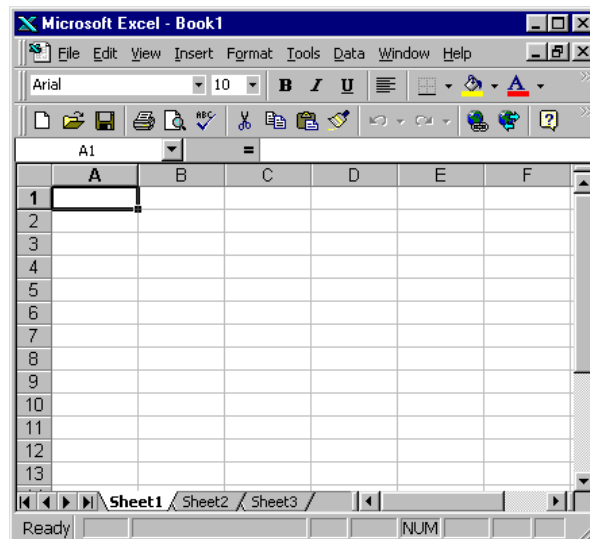 Microsoft Excel - Book1
File Edit View Insert Format Tools Data Window Help
Arial 10 B I U A
ABC
A1 =
A B C D E F
1
2
3
4
5
6
7
8
9
10
11
12
13
Sheet1 Sheet2 Sheet3
Ready NUM